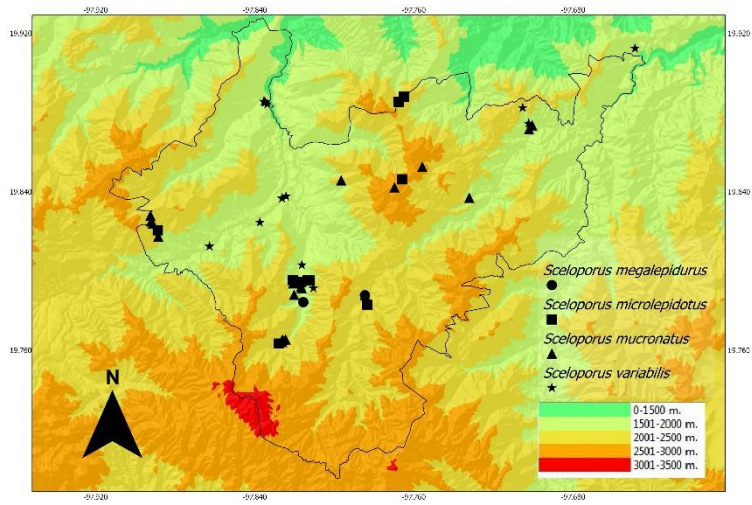 -97.920 -97.840 -97.760 -97.680
19.920 19.920
19.840 19.840
Sceloporus megalepidurus
Sceloporus microlepidotus
Sceloporus mucronatus
19.760 19.760
Sceloporus variabilis
N
0-1500 m.
1501-2000 m.
2001-2500 m.
2501-3000 m.
3001-3500 m.
-97.920 -97.840 -97.760 -97.680